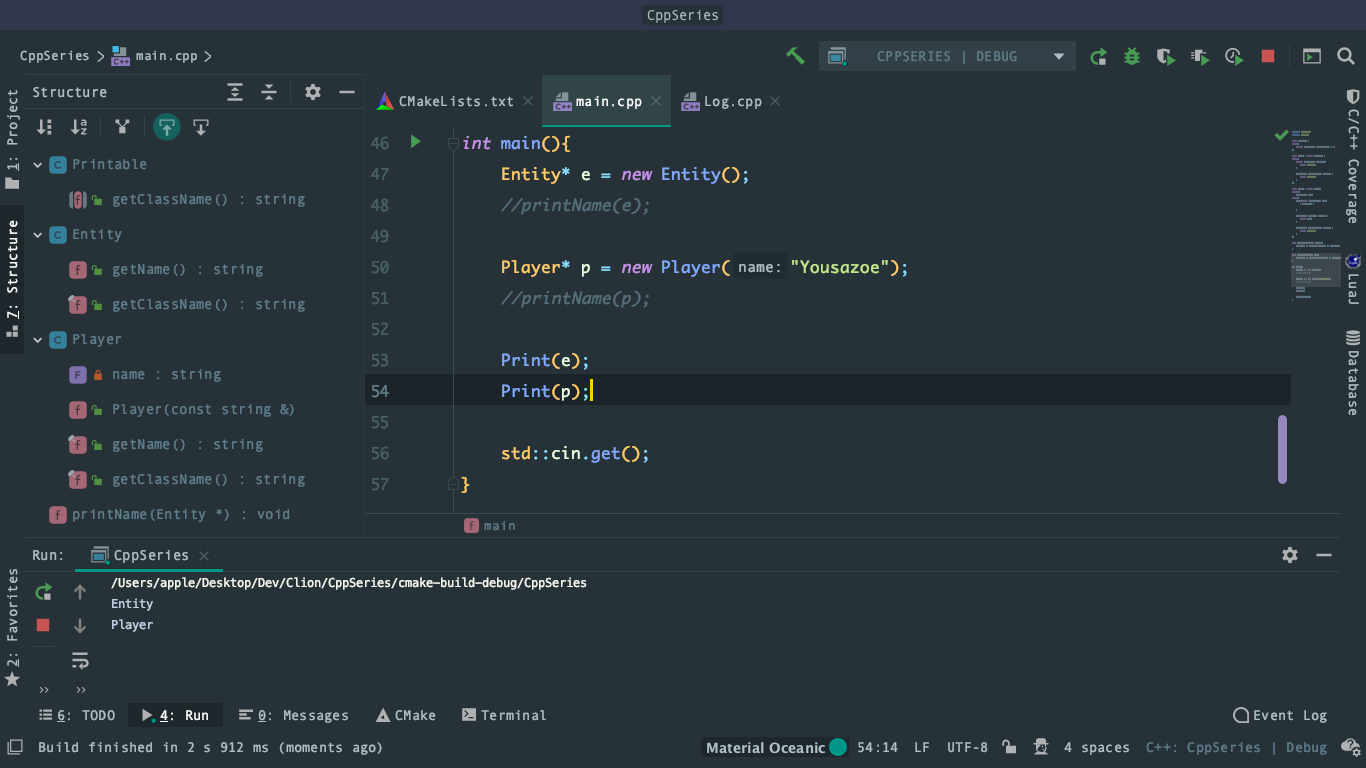 CppSeries
CppSeries > main.cpp >
CPPSERIES | DEBUG
1: Project
Z: Structure
2: Favorites
Structure
Printable
getClassName() : string
Entity
getName() : string
getClassName() : string
Player
name : string
Player(const string &)
getName() : string
getClassName() : string
printName(Entity *) : void
CMakeLists.txt
main.cpp
Log.cpp
46 int main(){
47 Entity* e = new Entity();
48 //printName(e);
49
50 Player* p = new Player( name: "Yousazoe");
51 //printName(p);
52
53 Print(e);
54 Print(p);
55
56 std::cin.get();
57 }
main
C/C++ Coverage
LuaJ
Database
Run: CppSeries
/Users/apple/Desktop/Dev/Clion/CppSeries/cmake-build-debug/CppSeries
Entity
Player
6: TODO
4: Run
0: Messages
CMake
Terminal
Event Log
Build finished in 2 s 912 ms (moments ago)
Material Oceanic
54:14
LF
UTF-8
4 spaces
C++: CppSeries | Debug